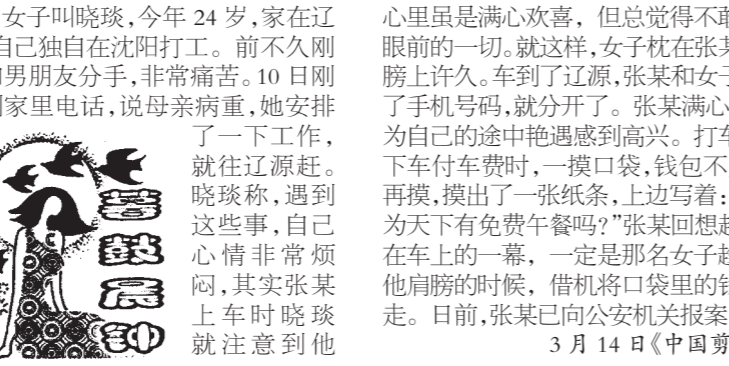 女子叫晓琰,今年 24 岁,家在辽
自己独自在沈阳打工。前不久刚
男朋友分手,非常痛苦。10 日刚
家里电话,说母亲病重,她安排
了一下工作,
就往辽源赶。
晓琰称,遇到
这些事,自己
心情非常烦
闷,其实张某
上车时晓琰
就注意到他
暮鼓晨钟
心里虽是满心欢喜，但总觉得不敢
眼前的一切。就这样,女子枕在张某
膀上许久。车到了辽源,张某和女子
了手机号码,就分开了。张某满心
为自己的途中艳遇感到高兴。打车
下车付车费时,一摸口袋,钱包不
再摸,摸出了一张纸条,上边写着:
为天下有免费午餐吗?”张某回想起
在车上的一幕，一定是那名女子趁
他肩膀的时候，借机将口袋里的钱
走。日前,张某已向公安机关报案
3 月 14 日《中国剪